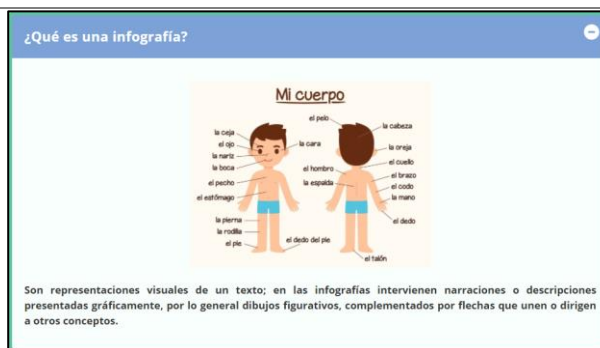 ¿Qué es una infografía?
Mi cuerpo
el pelo
la cabeza
la ceja
el ojo
la cara
la oreja
la nariz
el cuello
la boca
el hombro
el brazo
el pecho
la espalda
el codo
el estómago
la mano
la pierna
el dedo
la rodilla
el pie
el dedo del pie
el talón
Son representaciones visuales de un texto; en las infografías intervienen narraciones o descripciones
presentadas gráficamente, por lo general dibujos figurativos, complementados por flechas que unen o dirigen
a otros conceptos.